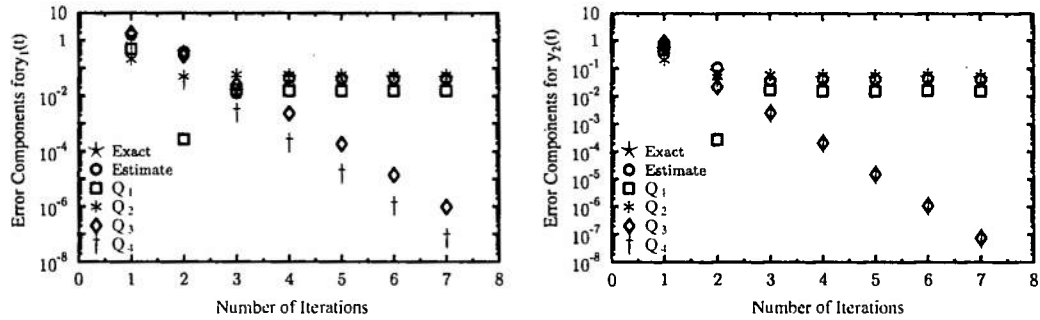 Error Components for y₁(t)
1
10⁻²
10⁻⁴
10⁻⁶
10⁻⁸
Exact
Estimate
Q₁
Q₂
Q₃
Q₄
0 1 2 3 4 5 6 7 8
Number of Iterations
Error Components for y₂(t)
10
1
10⁻¹
10⁻²
10⁻³
10⁻⁴
10⁻⁵
10⁻⁶
10⁻⁷
10⁻⁸
Exact
Estimate
Q₁
Q₂
Q₃
Q₄
0 1 2 3 4 5 6 7 8
Number of Iterations